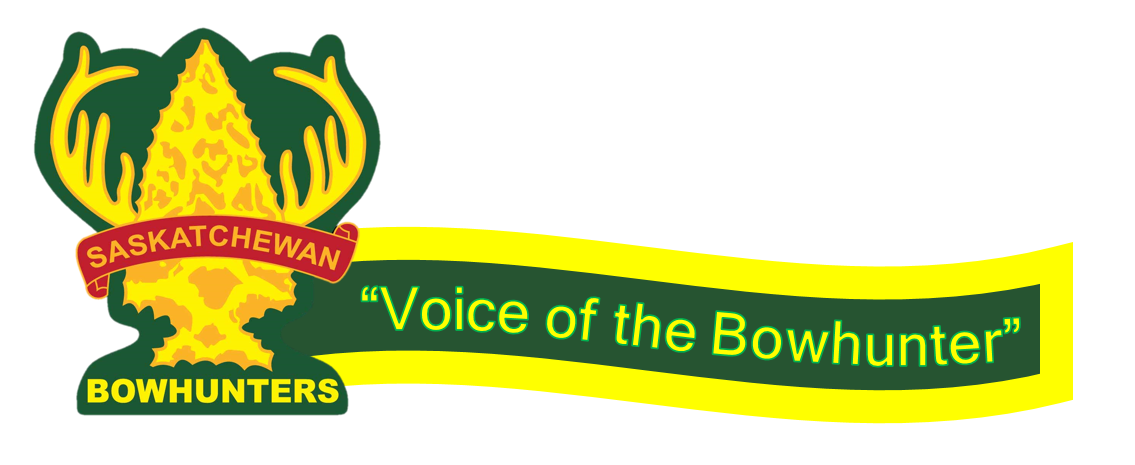 SASKATCHEWAN
BOWHUNTERS
“Voice of the Bowhunter”